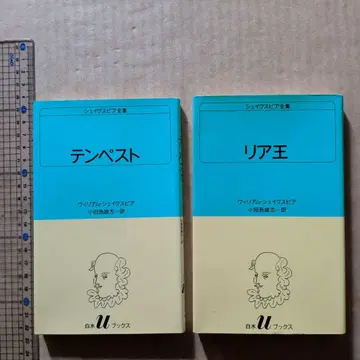 シェイクスピア全集
テンペスト
ウィリアム・シェイクスピア
小田島雄志=訳
白水uブックス
シェイクスピア全集
リア王
ウィリアム・シェイクスピア
小田島雄志=訳
白水uブックス